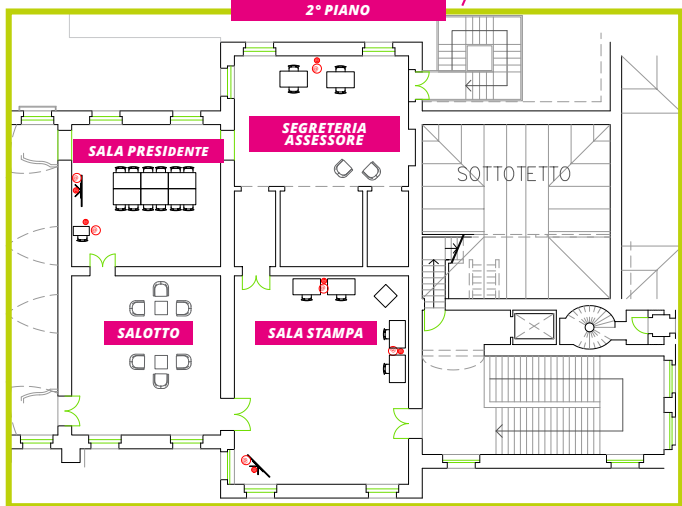 2° PIANO
SEGRETERIA
ASSESSORE
SALA PRESIDENTE
SOTTOTETTO
SALOTTO
SALA STAMPA